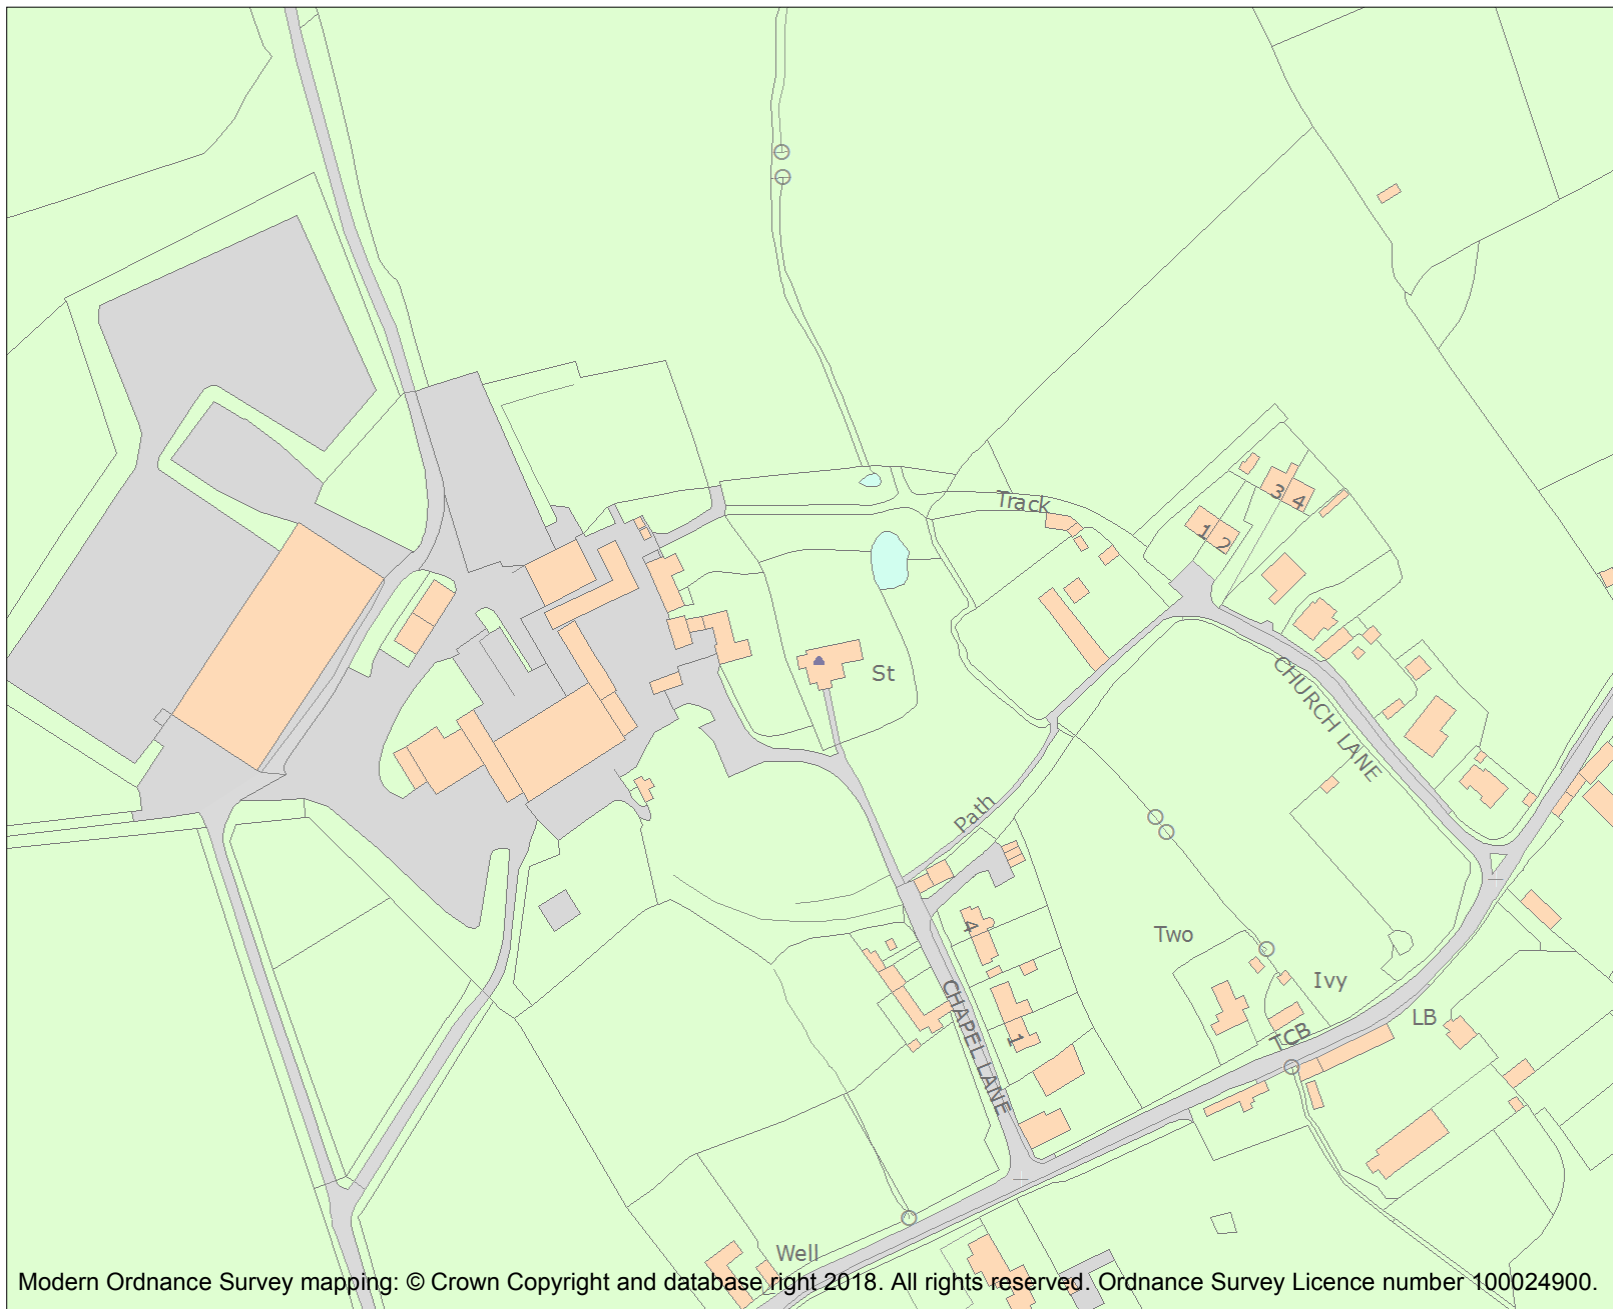 Track
3
4
1
2
St
CHURCH LANE
Path
4
Two
Ivy
CHAPEL LANE
1
LB
TCB
Well
Modern Ordnance Survey mapping: © Crown Copyright and database right 2018. All rights reserved. Ordnance Survey Licence number 100024900.